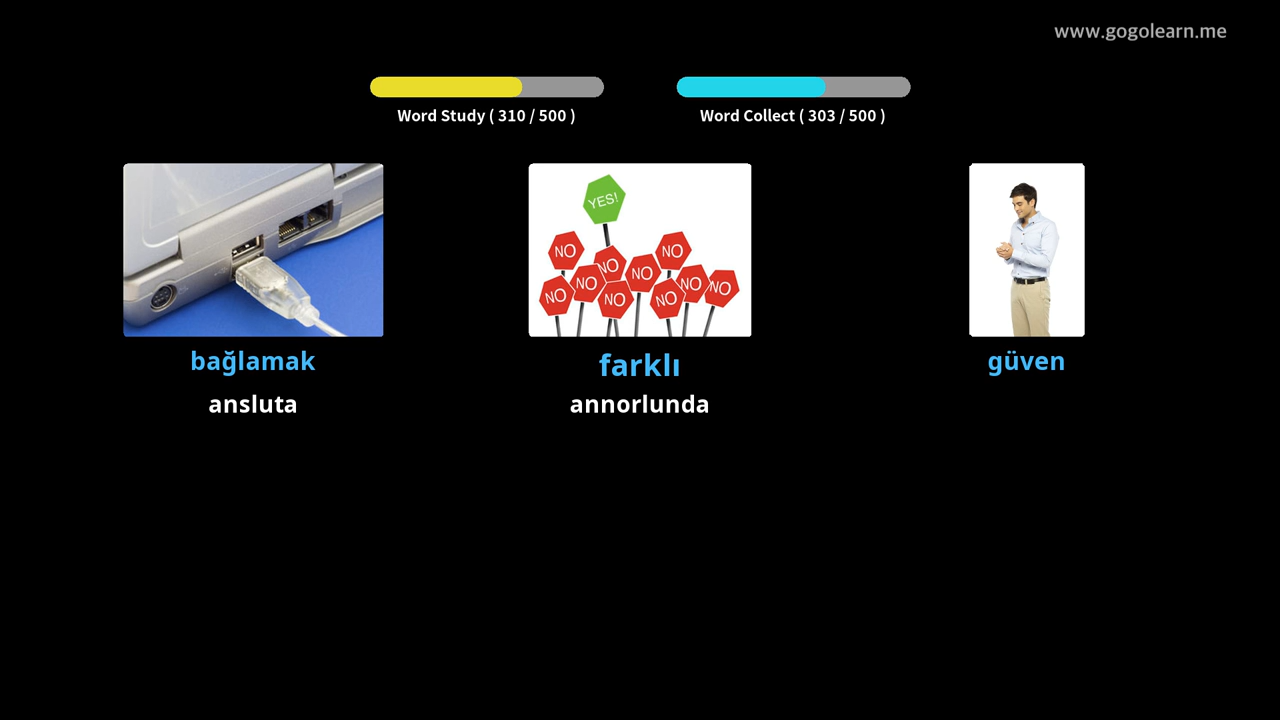 www.gogolearn.me
Word Study ( 310 / 500 )
Word Collect ( 303 / 500 )
YES!
NO
NO
NO
NO
NO
NO
NO
NO
NO
NO
bağlamak
farklı
güven
ansluta
annorlunda